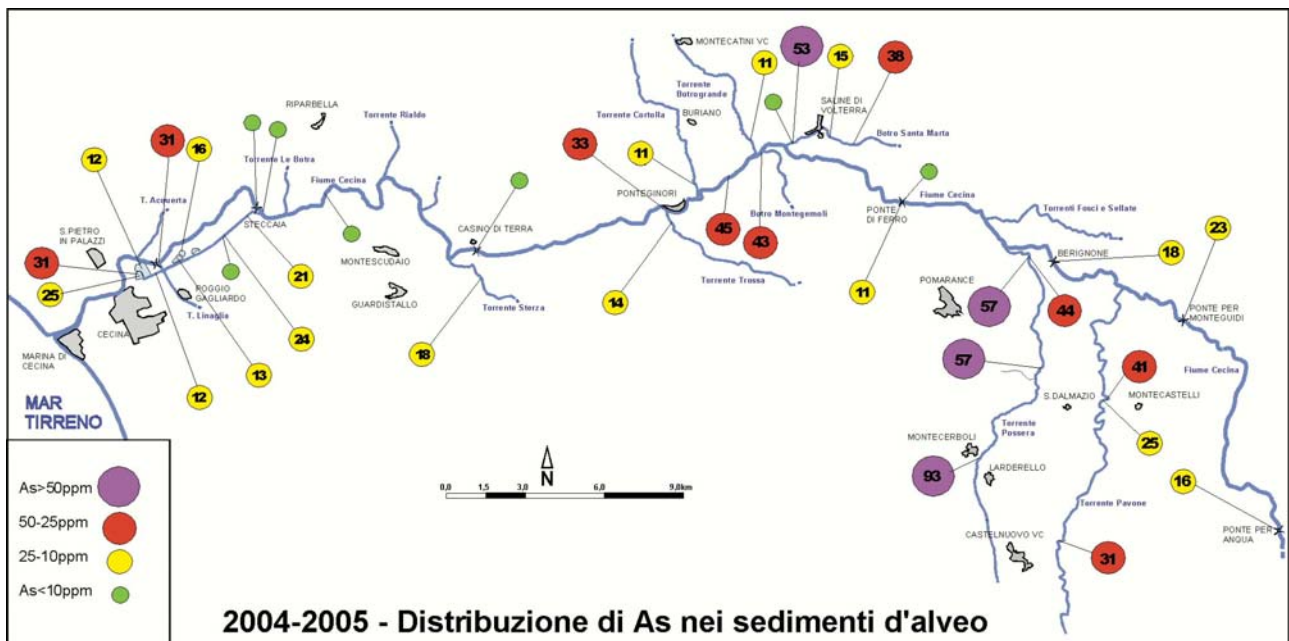 MONTECATINI VC
53
11
15
38
Torrente
Botrogrande
SALINE DI
VOLTERRA
RIPARBELLA
Torrente Rialdo
Torrente Cortolla
BURIANO
Botro Santa Marta
31
16
12
33
11
Torrente Le Botra
Fiume Cecina
T. Acquerta
PONTEGINORI
Botro Montegemoli
PONTE
DI FERRO
Fiume Cecina
Torrenti Fosci e Sellate
STECCAIA
S.PIETRO
IN PALAZZI
CASINO DI TERRA
45
43
BERIGNONE
18
23
31
25
MONTESCUDAIO
21
Torrente Trossa
POGGIO
GAGLIARDO
GUARDISTALLO
Torrente Sterza
14
11
POMARANCE
57
44
PONTE PER
MONTEGUIDI
T. Linaglia
CECINA
24
18
57
41
Fiume Cecina
MARINA DI
CECINA
13
12
S.DALMAZIO
MONTECASTELLI
MAR
TIRRENO
Torrente
Possera
25
MONTECERBOLI
LARDERELLO
93
16
N
As>50ppm
0,0 1,5 3,0 6,0 9,0km
Torrente Pavone
50-25ppm
PONTE PER
ANQUA
CASTELNUOVO VC
31
25-10ppm
As<10ppm
2004-2005 - Distribuzione di As nei sedimenti d'alveo